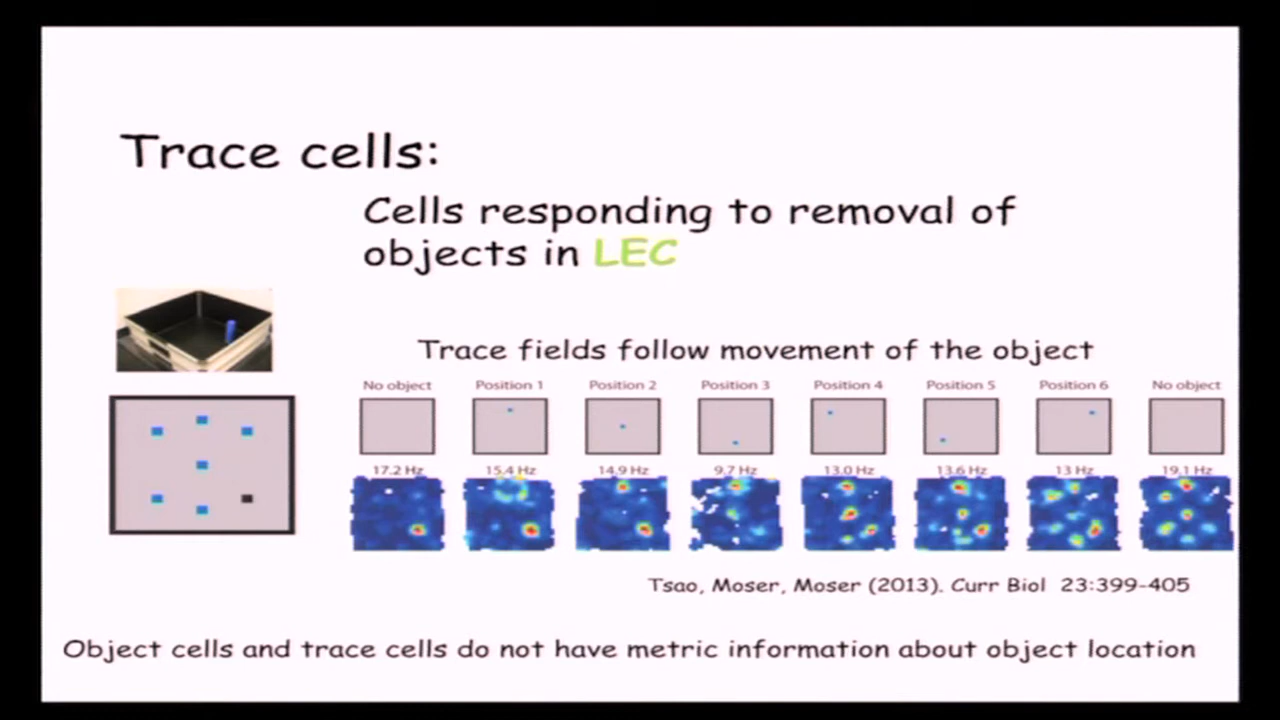 Trace cells:
Cells responding to removal of
objects in LEC
Trace fields follow movement of the object
No object Position 1 Position 2 Position 3 Position 4 Position 5 Position 6 No object
17.2 Hz 15.4 Hz 14.9 Hz 9.7 Hz 13.0 Hz 13.6 Hz 13 Hz 19.1 Hz
Tsao, Moser, Moser (2013). Curr Biol 23:399-405
Object cells and trace cells do not have metric information about object location